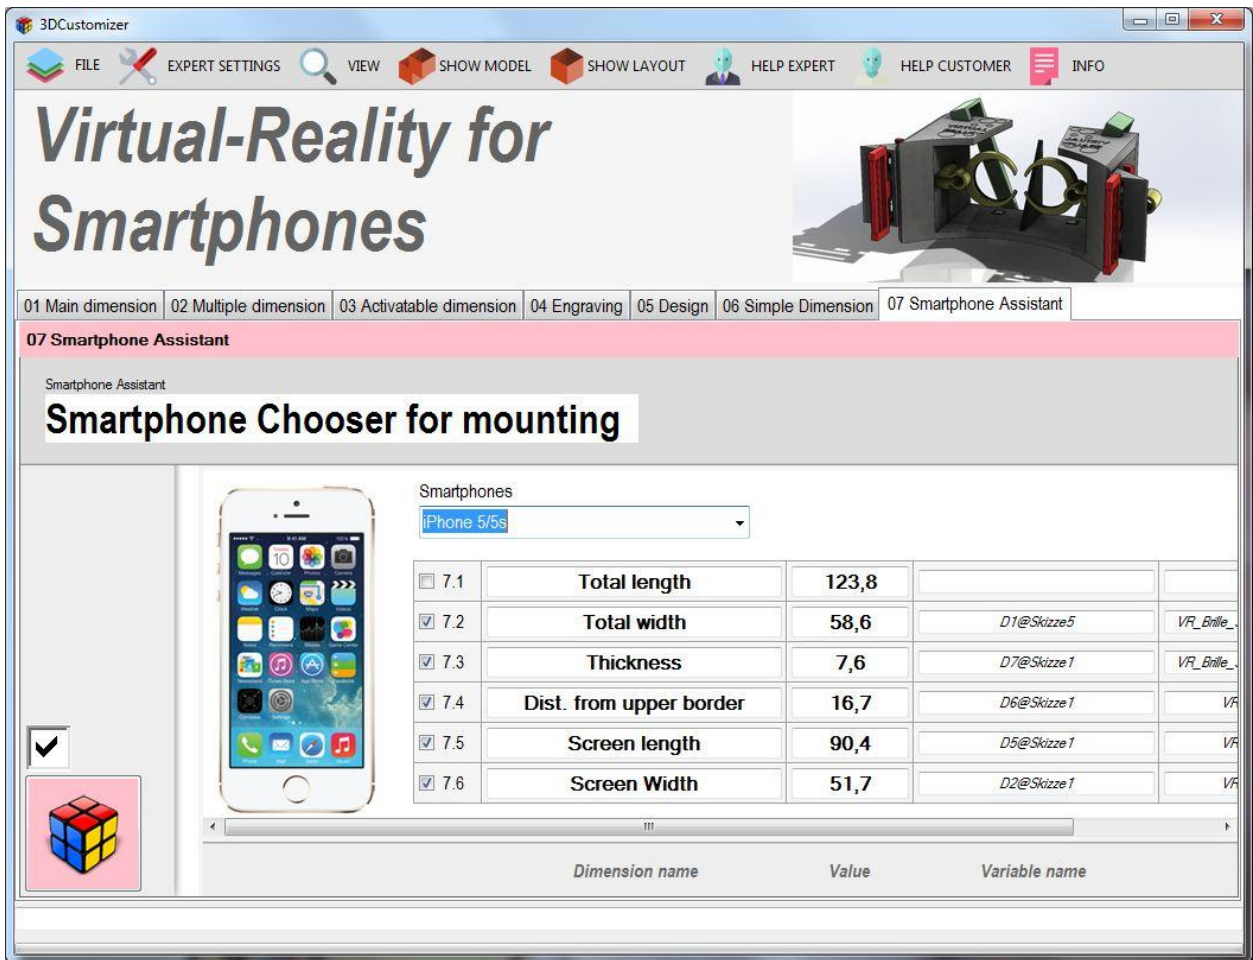 3DCustomizer
FILE EXPERT SETTINGS VIEW SHOW MODEL SHOW LAYOUT HELP EXPERT HELP CUSTOMER INFO
Virtual-Reality for
Smartphones
01 Main dimension 02 Multiple dimension 03 Activatable dimension 04 Engraving 05 Design 06 Simple Dimension 07 Smartphone Assistant
07 Smartphone Assistant
Smartphone Assistant
Smartphone Chooser for mounting
Smartphones
iPhone 5/5s
7.1 Total length 123,8
7.2 Total width 58,6 D1@Skizze5 VR_Brille_
7.3 Thickness 7,6 D7@Skizze1 VR_Brille_
7.4 Dist. from upper border 16,7 D6@Skizze1 VR
7.5 Screen length 90,4 D5@Skizze1 VR
7.6 Screen Width 51,7 D2@Skizze1 VR
Dimension name Value Variable name